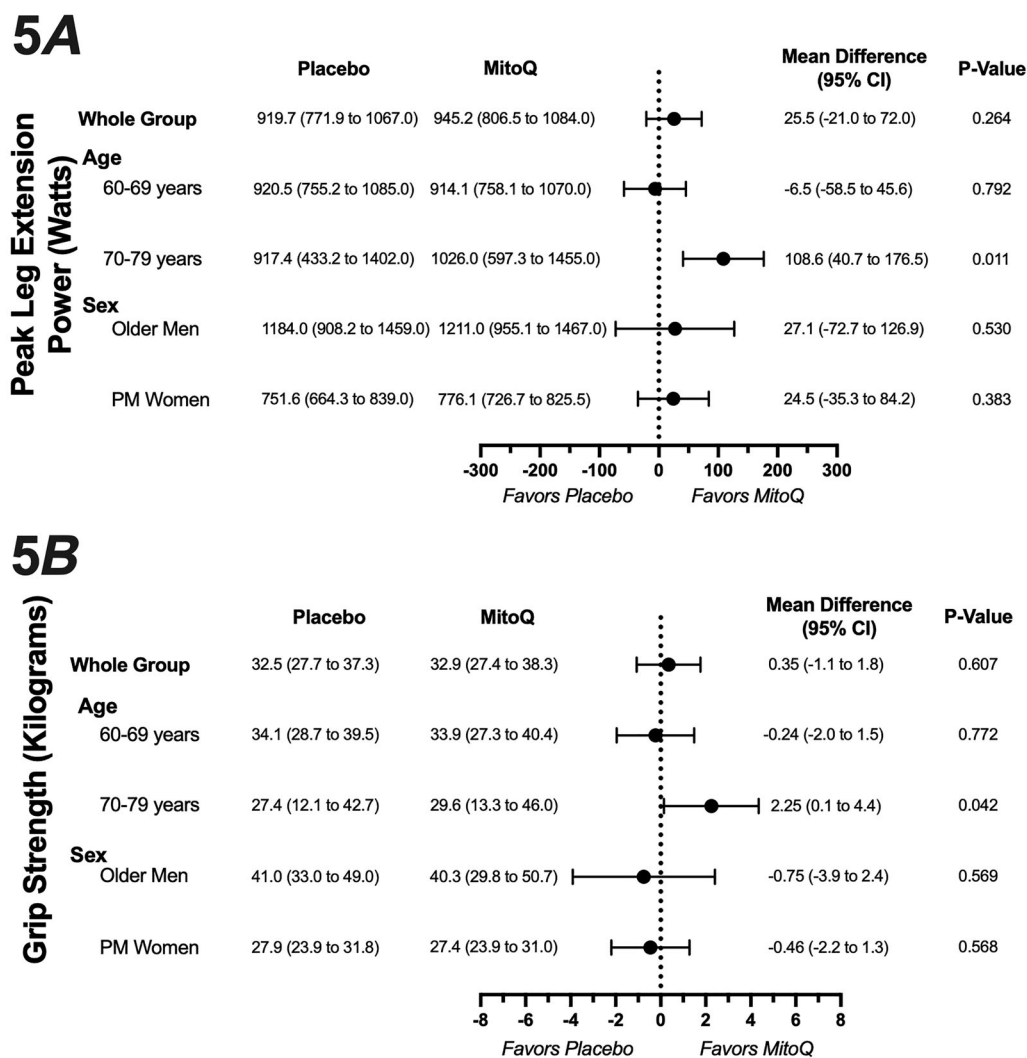 5A
Placebo MitoQ Mean Difference (95% CI) P-Value
Peak Leg Extension Power (Watts)
Whole Group 919.7 (771.9 to 1067.0) 945.2 (806.5 to 1084.0) 25.5 (-21.0 to 72.0) 0.264
Age
60-69 years 920.5 (755.2 to 1085.0) 914.1 (758.1 to 1070.0) -6.5 (-58.5 to 45.6) 0.792
70-79 years 917.4 (433.2 to 1402.0) 1026.0 (597.3 to 1455.0) 108.6 (40.7 to 176.5) 0.011
Sex
Older Men 1184.0 (908.2 to 1459.0) 1211.0 (955.1 to 1467.0) 27.1 (-72.7 to 126.9) 0.530
PM Women 751.6 (664.3 to 839.0) 776.1 (726.7 to 825.5) 24.5 (-35.3 to 84.2) 0.383
-300 -200 -100 0 100 200 300
Favors Placebo Favors MitoQ
5B
Placebo MitoQ Mean Difference (95% CI) P-Value
Grip Strength (Kilograms)
Whole Group 32.5 (27.7 to 37.3) 32.9 (27.4 to 38.3) 0.35 (-1.1 to 1.8) 0.607
Age
60-69 years 34.1 (28.7 to 39.5) 33.9 (27.3 to 40.4) -0.24 (-2.0 to 1.5) 0.772
70-79 years 27.4 (12.1 to 42.7) 29.6 (13.3 to 46.0) 2.25 (0.1 to 4.4) 0.042
Sex
Older Men 41.0 (33.0 to 49.0) 40.3 (29.8 to 50.7) -0.75 (-3.9 to 2.4) 0.569
PM Women 27.9 (23.9 to 31.8) 27.4 (23.9 to 31.0) -0.46 (-2.2 to 1.3) 0.568
-8 -6 -4 -2 0 2 4 6 8
Favors Placebo Favors MitoQ